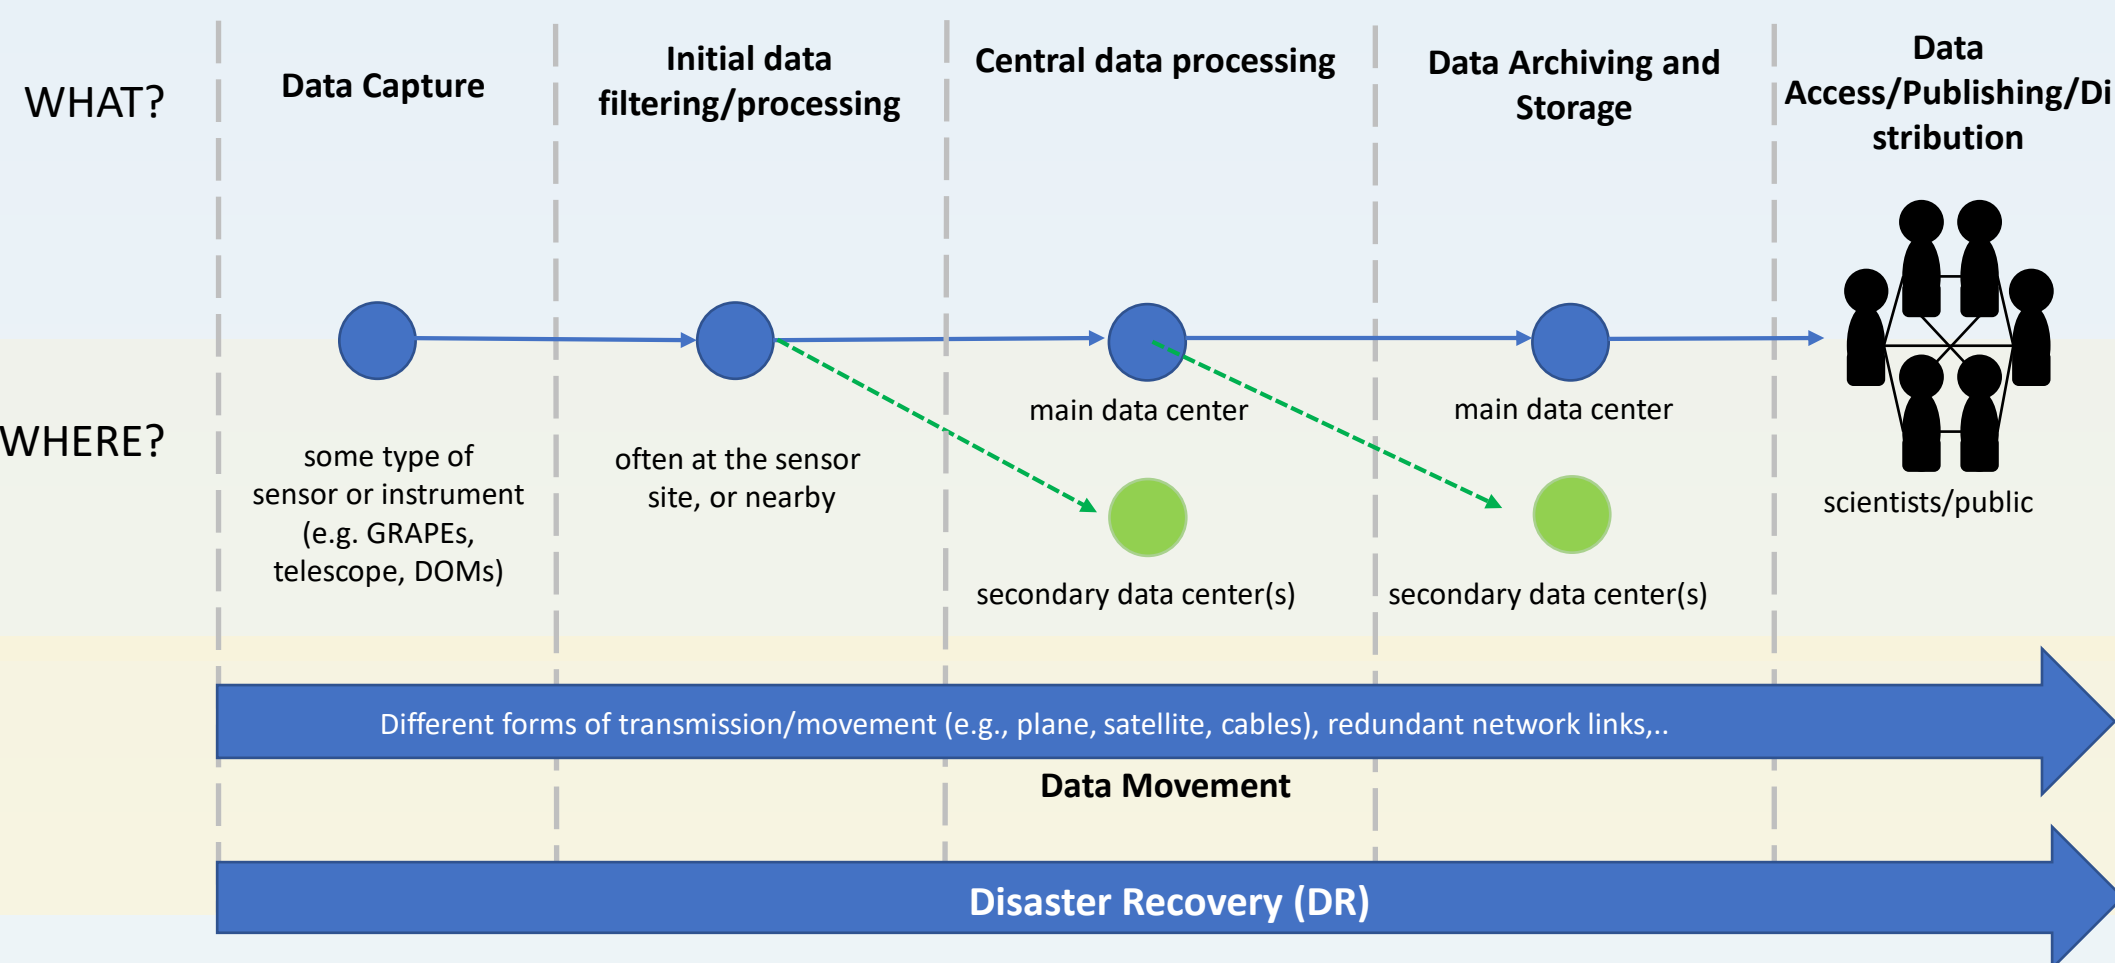 WHAT?
Data Capture
Initial data
filtering/processing
Central data processing
Data Archiving and
Storage
Data
Access/Publishing/Di
stribution
WHERE?
some type of
sensor or instrument
(e.g. GRAPEs,
telescope, DOMs)
often at the sensor
site, or nearby
main data center
secondary data center(s)
main data center
secondary data center(s)
scientists/public
Different forms of transmission/movement (e.g., plane, satellite, cables), redundant network links,..
Data Movement
Disaster Recovery (DR)